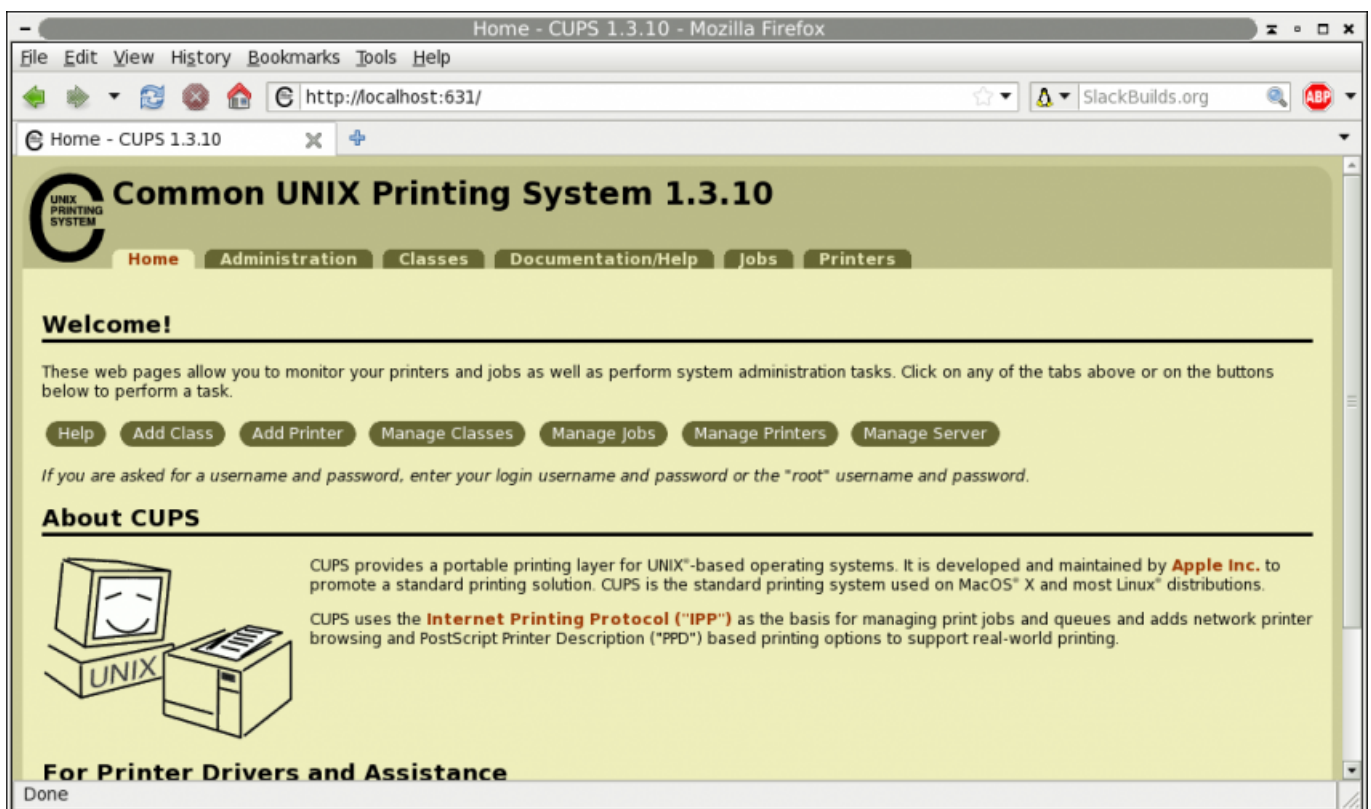 Home - CUPS 1.3.10 - Mozilla Firefox
File Edit View History Bookmarks Tools Help
http://localhost:631/ SlackBuilds.org ABP
Home - CUPS 1.3.10
UNIX
PRINTING
SYSTEM
Common UNIX Printing System 1.3.10
Home Administration Classes Documentation/Help Jobs Printers
Welcome!
These web pages allow you to monitor your printers and jobs as well as perform system administration tasks. Click on any of the tabs above or on the buttons
below to perform a task.
Help Add Class Add Printer Manage Classes Manage Jobs Manage Printers Manage Server
If you are asked for a username and password, enter your login username and password or the "root" username and password.
About CUPS
CUPS provides a portable printing layer for UNIX®-based operating systems. It is developed and maintained by Apple Inc. to
promote a standard printing solution. CUPS is the standard printing system used on MacOS® X and most Linux® distributions.
CUPS uses the Internet Printing Protocol ("IPP") as the basis for managing print jobs and queues and adds network printer
browsing and PostScript Printer Description ("PPD") based printing options to support real-world printing.
UNIX
For Printer Drivers and Assistance
Done